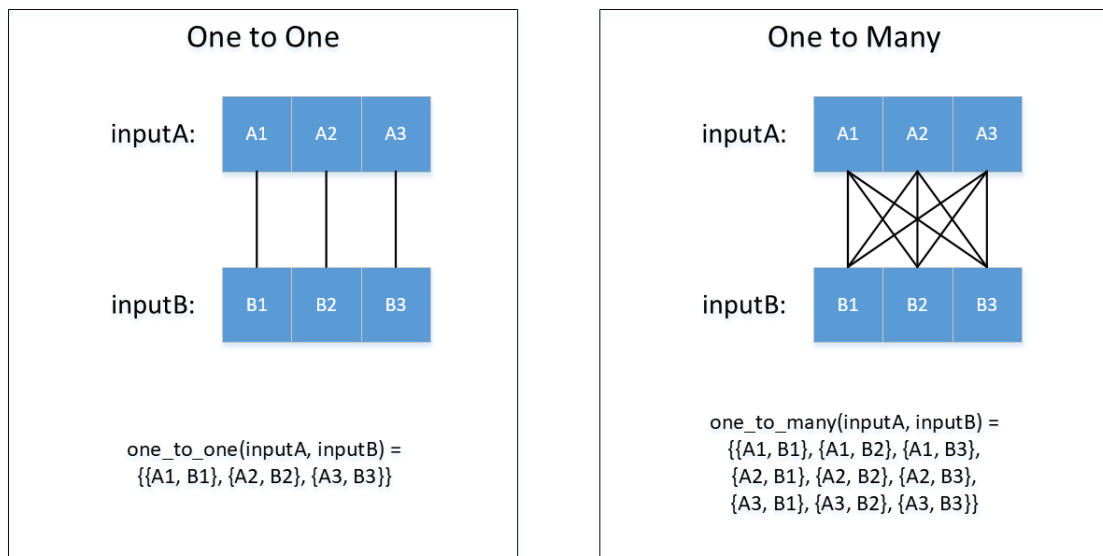 One to One
inputA: A1 A2 A3
inputB: B1 B2 B3
one_to_one(inputA, inputB) =
{{A1, B1}, {A2, B2}, {A3, B3}}
One to Many
inputA: A1 A2 A3
inputB: B1 B2 B3
one_to_many(inputA, inputB) =
{{A1, B1}, {A1, B2}, {A1, B3},
{A2, B1}, {A2, B2}, {A2, B3},
{A3, B1}, {A3, B2}, {A3, B3}}